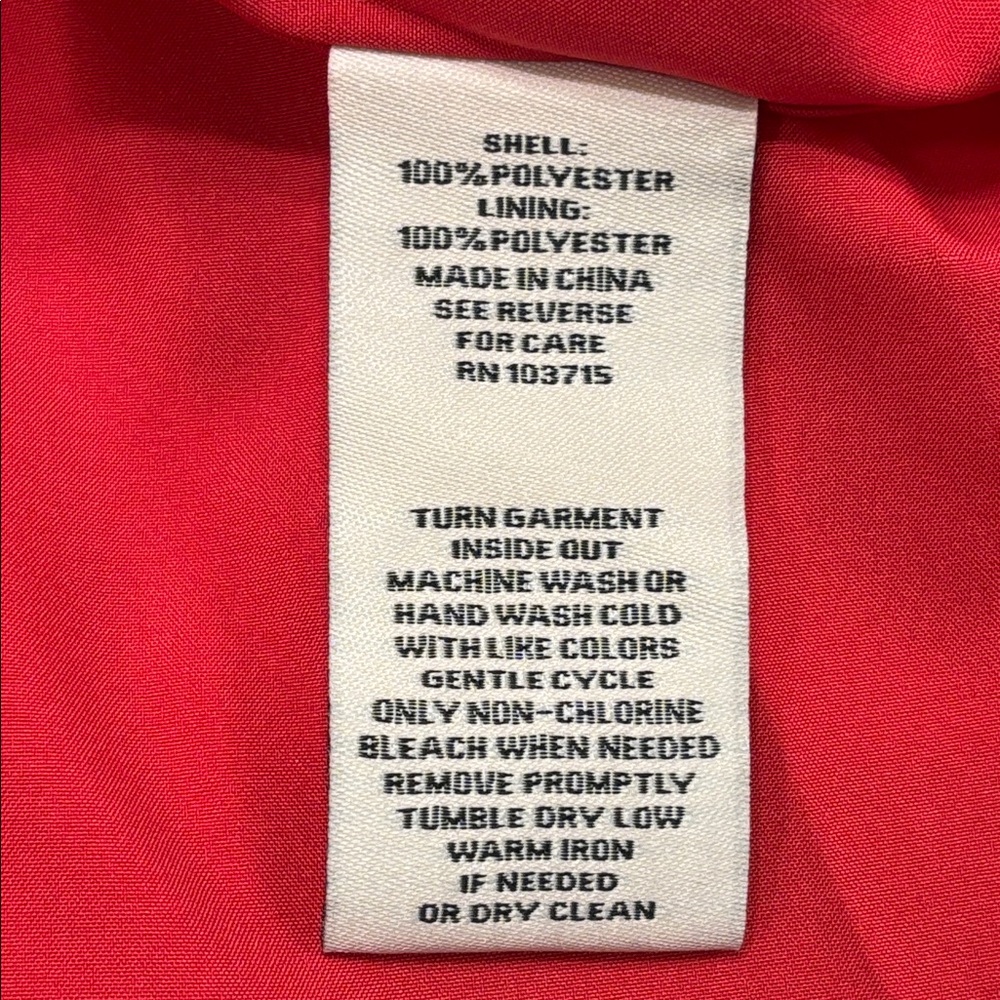 SHELL:
100% POLYESTER
LINING:
100% POLYESTER
MADE IN CHINA
SEE REVERSE
FOR CARE
RN 103715
TURN GARMENT
INSIDE OUT
MACHINE WASH OR
HAND WASH COLD
WITH LIKE COLORS
GENTLE CYCLE
ONLY NON-CHLORINE
BLEACH WHEN NEEDED
REMOVE PROMPTLY
TUMBLE DRY LOW
WARM IRON
IF NEEDED
OR DRY CLEAN